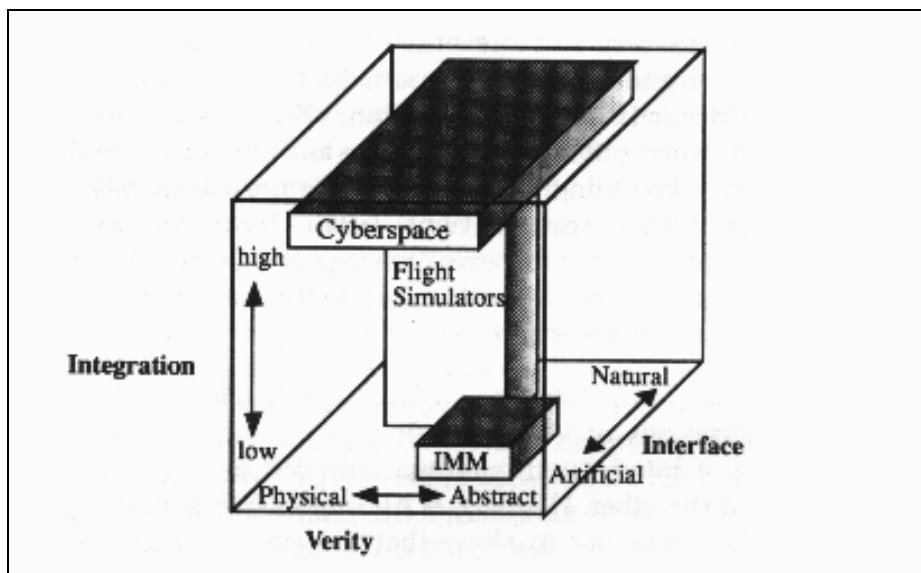 Cyberspace
high
Flight
Simulators
Integration
Natural
low
IMM
Interface
Artificial
Physical
Abstract
Verity